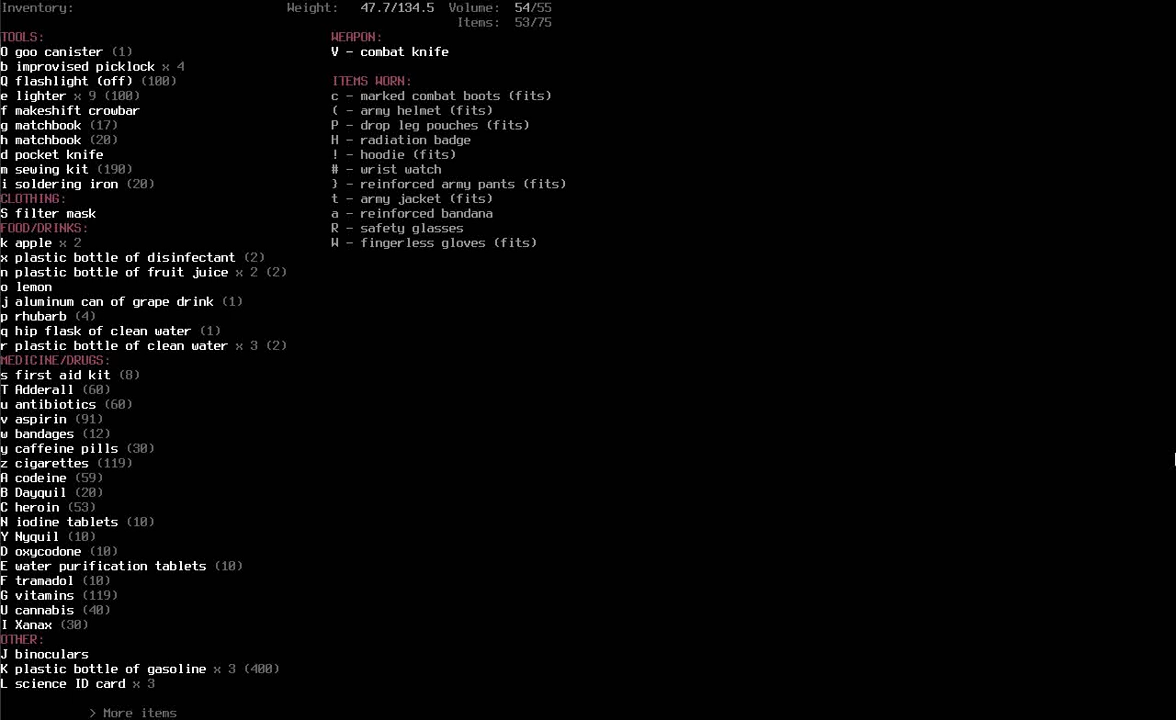 Inventory: Weight: 47.7/134.5 Volume: 54/55
Items: 53/75
TOOLS:
O goo canister (1)
b improvised picklock x 4
Q flashlight (off) (100)
e lighter x 9 (100)
f makeshift crowbar
g matchbook (17)
h matchbook (20)
d pocket knife
m sewing kit (190)
i soldering iron (20)
CLOTHING:
S filter mask
FOOD/DRINKS:
k apple x 2
x plastic bottle of disinfectant (2)
n plastic bottle of fruit juice x 2 (2)
o lemon
j aluminum can of grape drink (1)
p rhubarb (4)
q hip flask of clean water (1)
r plastic bottle of clean water x 3 (2)
MEDICINE/DRUGS:
s first aid kit (8)
T Adderall (60)
u antibiotics (60)
v aspirin (91)
w bandages (12)
y caffeine pills (30)
z cigarettes (119)
A codeine (59)
B Dayquil (20)
C heroin (53)
N iodine tablets (10)
Y Nyquil (10)
D oxycodone (10)
E water purification tablets (10)
F tramadol (10)
G vitamins (119)
U cannabis (40)
I Xanax (30)
OTHER:
J binoculars
K plastic bottle of gasoline x 3 (400)
L science ID card x 3
> More items
WEAPON:
V - combat knife
ITEMS WORN:
c - marked combat boots (fits)
( - army helmet (fits)
P - drop leg pouches (fits)
H - radiation badge
! - hoodie (fits)
# - wrist watch
} - reinforced army pants (fits)
t - army jacket (fits)
a - reinforced bandana
R - safety glasses
W - fingerless gloves (fits)